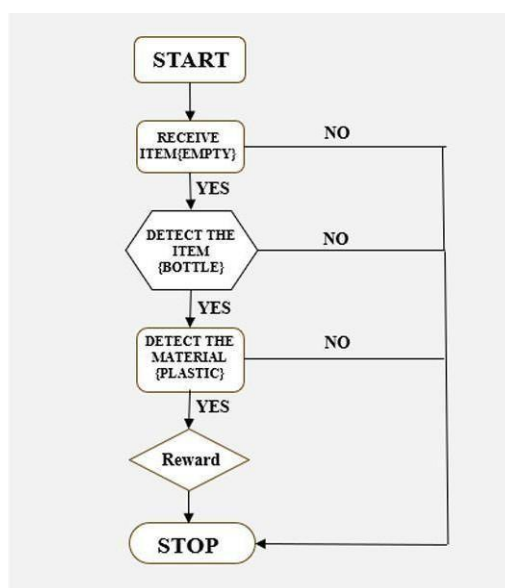 START
RECEIVE
ITEM{EMPTY}
NO
YES
DETECT THE
ITEM
{BOTTLE}
NO
YES
DETECT THE
MATERIAL
{PLASTIC}
NO
YES
Reward
STOP